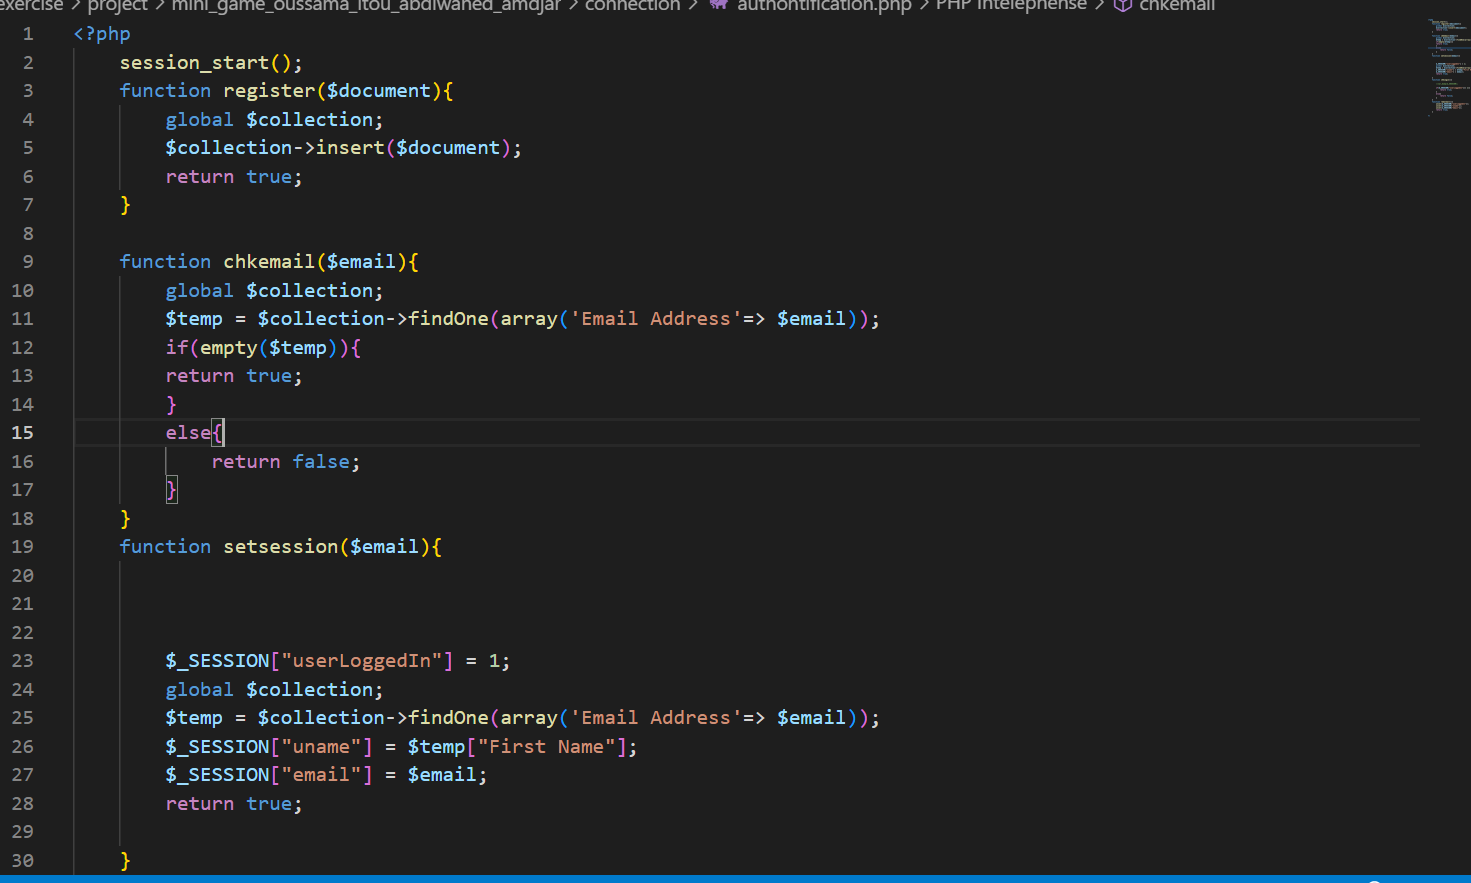 exercise > project > mini_game_oussama_itou_abdiwahed_amdjar > connection > authontification.php > PHP Intelephense > chkemail
1 <?php
2 session_start();
3 function register($document){
4 global $collection;
5 $collection->insert($document);
6 return true;
7 }
8
9 function chkemail($email){
10 global $collection;
11 $temp = $collection->findOne(array('Email Address'=> $email));
12 if(empty($temp)){
13 return true;
14 }
15 else{
16 return false;
17 }
18 }
19 function setsession($email){
20
21
22
23 $_SESSION["userLoggedIn"] = 1;
24 global $collection;
25 $temp = $collection->findOne(array('Email Address'=> $email));
26 $_SESSION["uname"] = $temp["First Name"];
27 $_SESSION["email"] = $email;
28 return true;
29
30 }